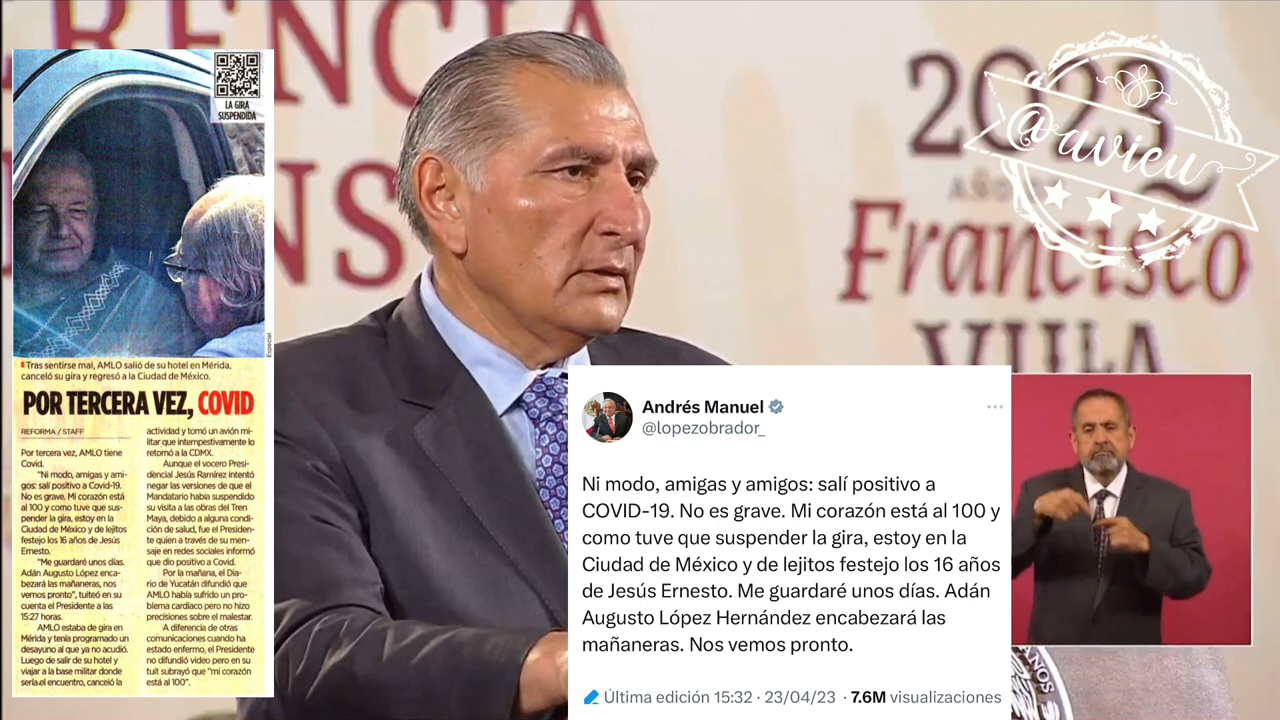 RENCIA
ENS
2023
AÑO
Francisco
VILLA
@avieu
LA GIRA
SUSPENDIDA
Especial
Tras sentirse mal, AMLO salió de su hotel en Mérida,
canceló su gira y regresó a la Ciudad de México.
POR TERCERA VEZ, COVID
REFORMA / STAFF
Por tercera vez, AMLO tiene
Covid.
"Ni modo, amigas y ami-
gos: salí positivo a Covid-19.
No es grave. Mi corazón está
al 100 y como tuve que sus-
pender la gira, estoy en la
Ciudad de México y de lejitos
festejo los 16 años de Jesús
Ernesto.
"Me guardaré unos días.
Adán Augusto López enca-
bezará las mañaneras, nos
vemos pronto", tuiteó en su
cuenta el Presidente a las
15:27 horas.
AMLO estaba de gira en
Mérida y tenía programado un
desayuno al que ya no acudió.
Luego de salir de su hotel y
viajar a la base militar donde
sería el encuentro, canceló la
actividad y tomó un avión mi-
litar que intempestivamente lo
retornó a la CDMX.
Aunque el vocero Presi-
dencial Jesús Ramírez intentó
negar las versiones de que el
Mandatario había suspendido
su visita a las obras del Tren
Maya, debido a alguna condi-
ción de salud, fue el Presiden-
te quien a través de su men-
saje en redes sociales informó
que dio positivo a Covid.
Por la mañana, el Dia-
rio de Yucatán difundió que
AMLO había sufrido un pro-
blema cardíaco pero no hizo
precisiones sobre el malestar.
A diferencia de otras
comunicaciones cuando ha
estado enfermo, el Presidente
no difundió video pero en su
tuit subrayó que "mi corazón
está al 100".
Andrés Manuel
@lopezobrador_
Ni modo, amigas y amigos: salí positivo a
COVID-19. No es grave. Mi corazón está al 100 y
como tuve que suspender la gira, estoy en la
Ciudad de México y de lejitos festejo los 16 años
de Jesús Ernesto. Me guardaré unos días. Adán
Augusto López Hernández encabezará las
mañaneras. Nos vemos pronto.
Última edición 15:32 · 23/04/23 · 7.6M visualizaciones